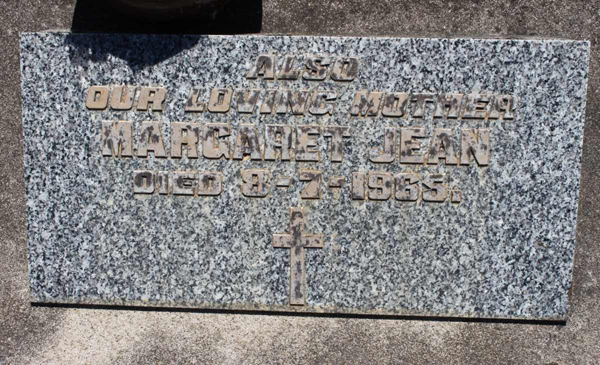 ALSO
OUR LOVING MOTHER
MARGARET JEAN
DIED 8-7-1965.